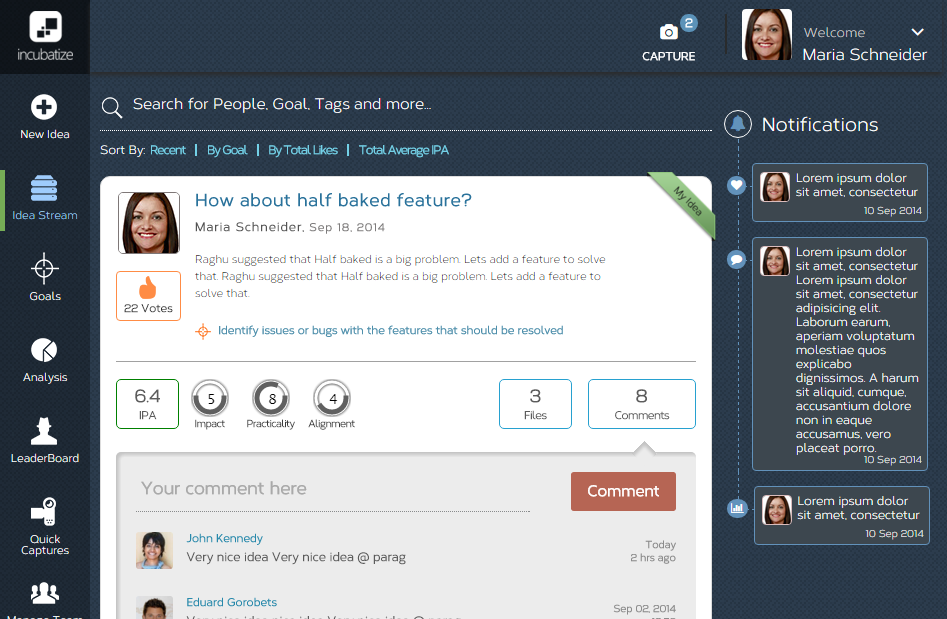 incubatize
2
CAPTURE
Welcome
Maria Schneider
New Idea
Idea Stream
Goals
Analysis
LeaderBoard
Quick
Captures
Search for People, Goal, Tags and more...
Sort By: Recent | By Goal | By Total Likes | Total Average IPA
How about half baked feature?
My Idea
Maria Schneider, Sep 18, 2014
Raghu suggested that Half baked is a big problem. Lets add a feature to solve
that. Raghu suggested that Half baked is a big problem. Lets add a feature to
solve that.
22 Votes
Identify issues or bugs with the features that should be resolved
6.4
IPA
5
Impact
8
Practicality
4
Alignment
3
Files
8
Comments
Your comment here
Comment
John Kennedy
Very nice idea Very nice idea @ parag
Today
2 hrs ago
Eduard Gorobets
Sep 02, 2014
Notifications
Lorem ipsum dolor
sit amet, consectetur
10 Sep 2014
Lorem ipsum dolor
sit amet, consectetur
Lorem ipsum dolor
sit amet, consectetur
adipisicing elit.
Laborum earum,
aperiam voluptatum
molestiae quos
explicabo
dignissimos. A harum
sit aliquid, cumque,
accusantium dolore
non in eaque
accusamus, vero
placeat porro.
10 Sep 2014
Lorem ipsum dolor
sit amet, consectetur
10 Sep 2014